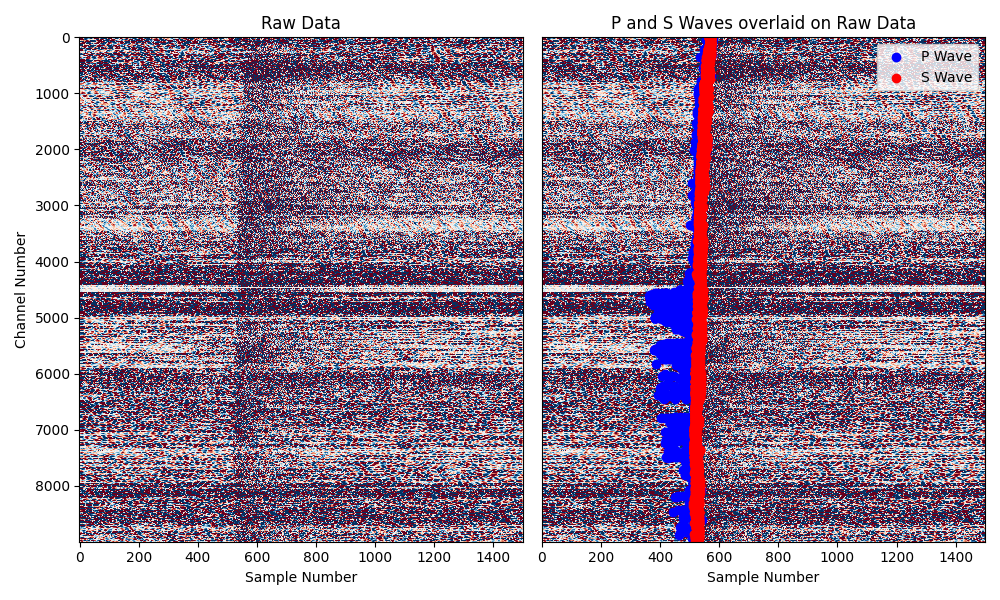 Raw Data
P and S Waves overlaid on Raw Data
Channel Number
0
1000
2000
3000
4000
5000
6000
7000
8000
P Wave
S Wave
0 200 400 600 800 1000 1200 1400
0 200 400 600 800 1000 1200 1400
Sample Number
Sample Number